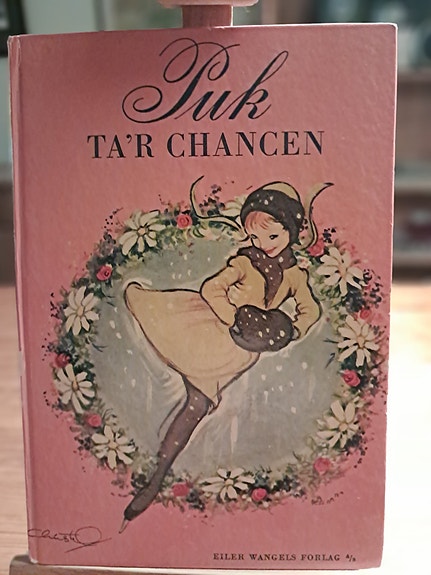 Puk
TA'R CHANCEN
EILER WANGELS FORLAG A/S